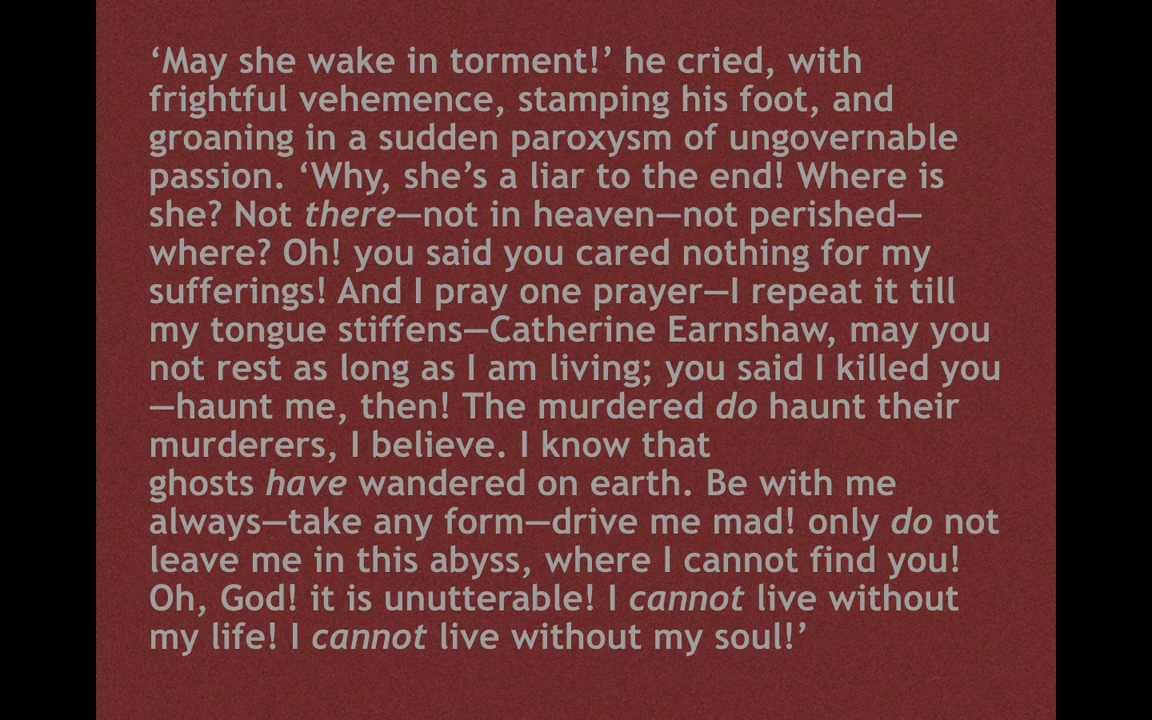 ‘May she wake in torment!’ he cried, with
frightful vehemence, stamping his foot, and
groaning in a sudden paroxysm of ungovernable
passion. ‘Why, she’s a liar to the end! Where is
she? Not there—not in heaven—not perished—
where? Oh! you said you cared nothing for my
sufferings! And I pray one prayer—I repeat it till
my tongue stiffens—Catherine Earnshaw, may you
not rest as long as I am living; you said I killed you
—haunt me, then! The murdered do haunt their
murderers, I believe. I know that
ghosts have wandered on earth. Be with me
always—take any form—drive me mad! only do not
leave me in this abyss, where I cannot find you!
Oh, God! it is unutterable! I cannot live without
my life! I cannot live without my soul!’